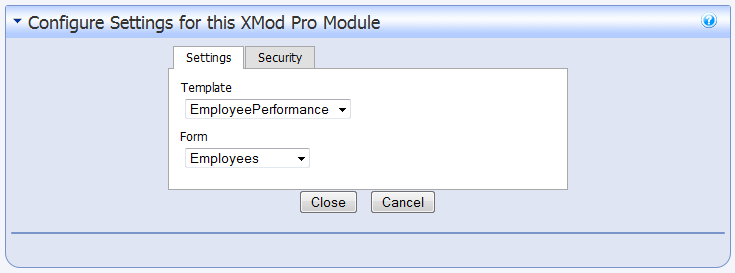 Configure Settings for this XMod Pro Module
?
Settings Security
Template
EmployeePerformance
Form
Employees
Close Cancel